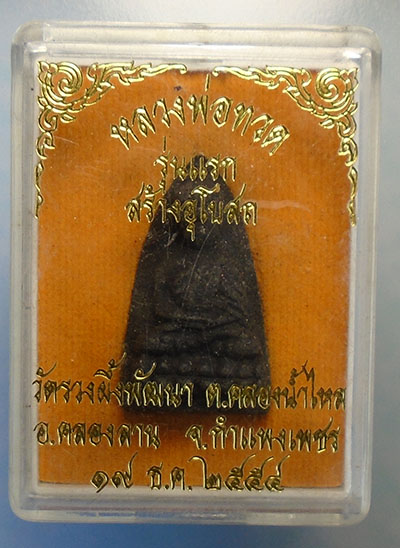 หลวงพ่อทวด
รุ่นแรก
สร้างอุโบสถ
วัดรวงผึ้งพัฒนา ต.คลองน้ำไหล
อ.คลองลาน จ.กำแพงเพชร
๑๗ ธ.ค. ๒๕๕๔